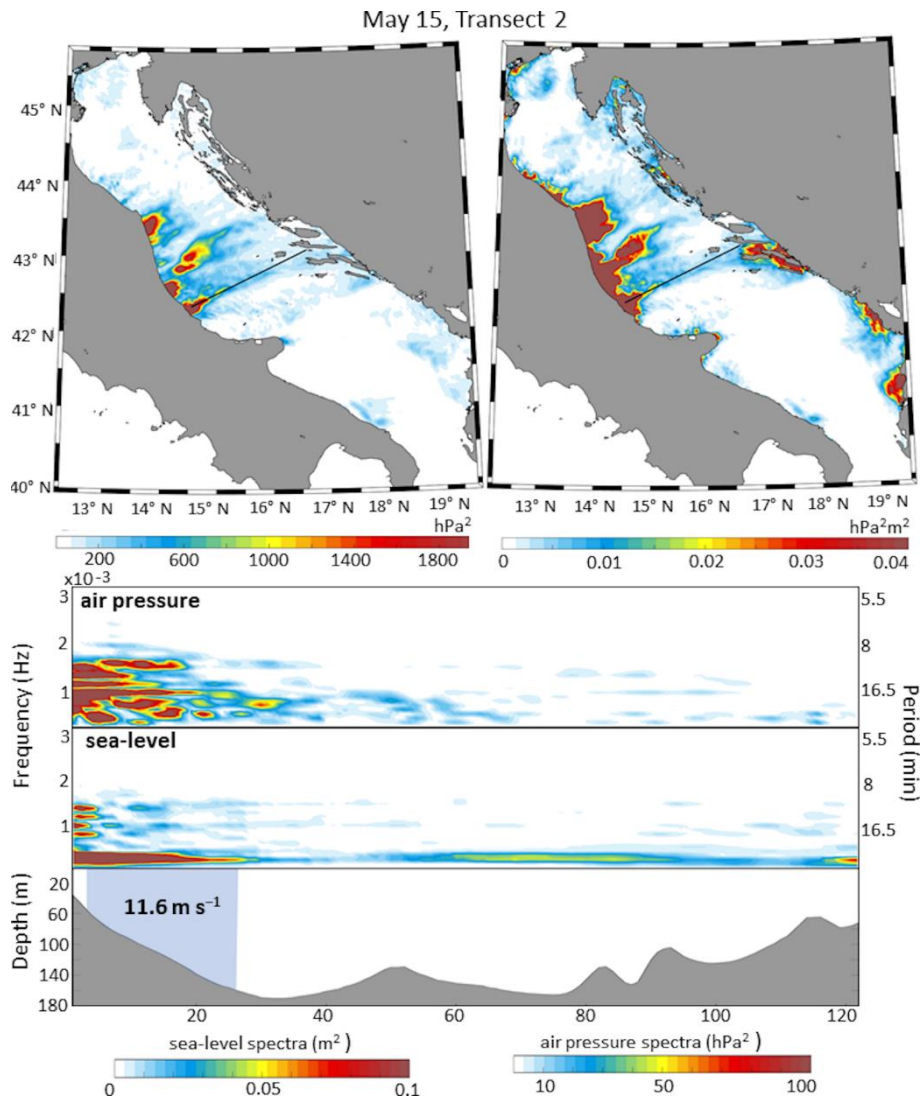 May 15, Transect 2
45° N
44° N
43° N
42° N
41° N
40° N
13° N 14° N 15° N 16° N 17° N 18° N 19° N
13° N 14° N 15° N 16° N 17° N 18° N 19° N
hPa²
200 600 1000 1400 1800
hPa²m²
0 0.01 0.02 0.03 0.04
x10⁻³
air pressure
3
2
1
Frequency (Hz)
5.5
8
16.5
Period (min)
sea-level
3
2
1
5.5
8
16.5
Depth (m)
20
60
100
140
180
11.6 m s⁻¹
20 40 60 80 100 120
sea-level spectra (m²)
0 0.05 0.1
air pressure spectra (hPa²)
10 50 100